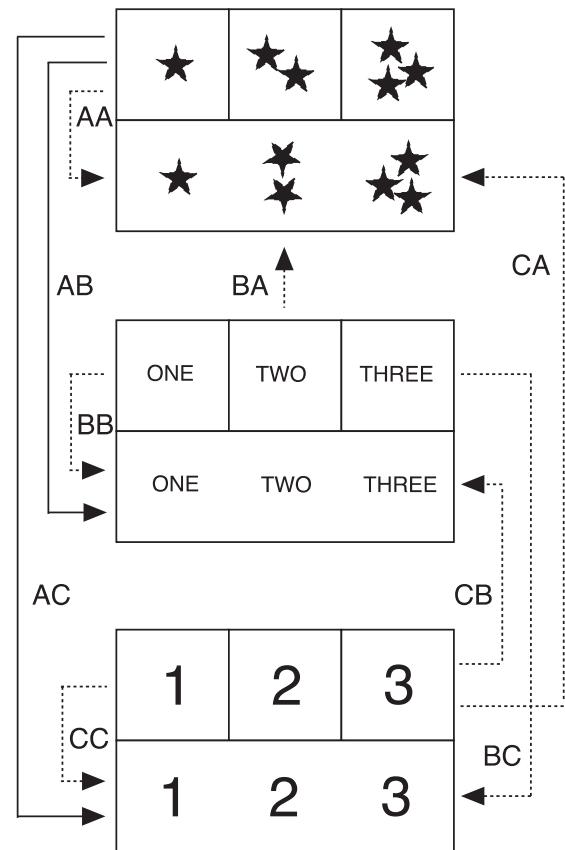 AA
AB
BA
CA
ONE TWO THREE
BB
ONE TWO THREE
AC
CB
1 2 3
CC
BC
1 2 3